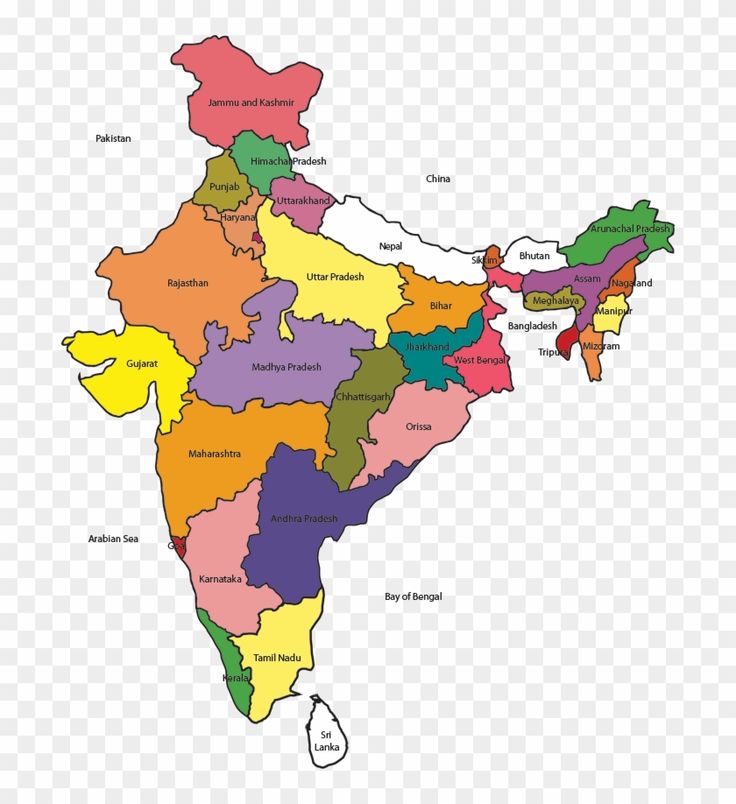 Jammu and Kashmir
Pakistan
Himachal Pradesh
China
Punjab
Uttarakhand
Haryana
Arunachal Pradesh
Nepal
Bhutan
Sikkim
Rajasthan
Uttar Pradesh
Assam
Nagaland
Bihar
Meghalaya
Manipur
Bangladesh
Jharkhand
Mizoram
Tripura
West Bengal
Gujarat
Madhya Pradesh
Chhattisgarh
Orissa
Maharashtra
Andhra Pradesh
Arabian Sea
Goa
Karnataka
Bay of Bengal
Tamil Nadu
Kerala
Sri
Lanka